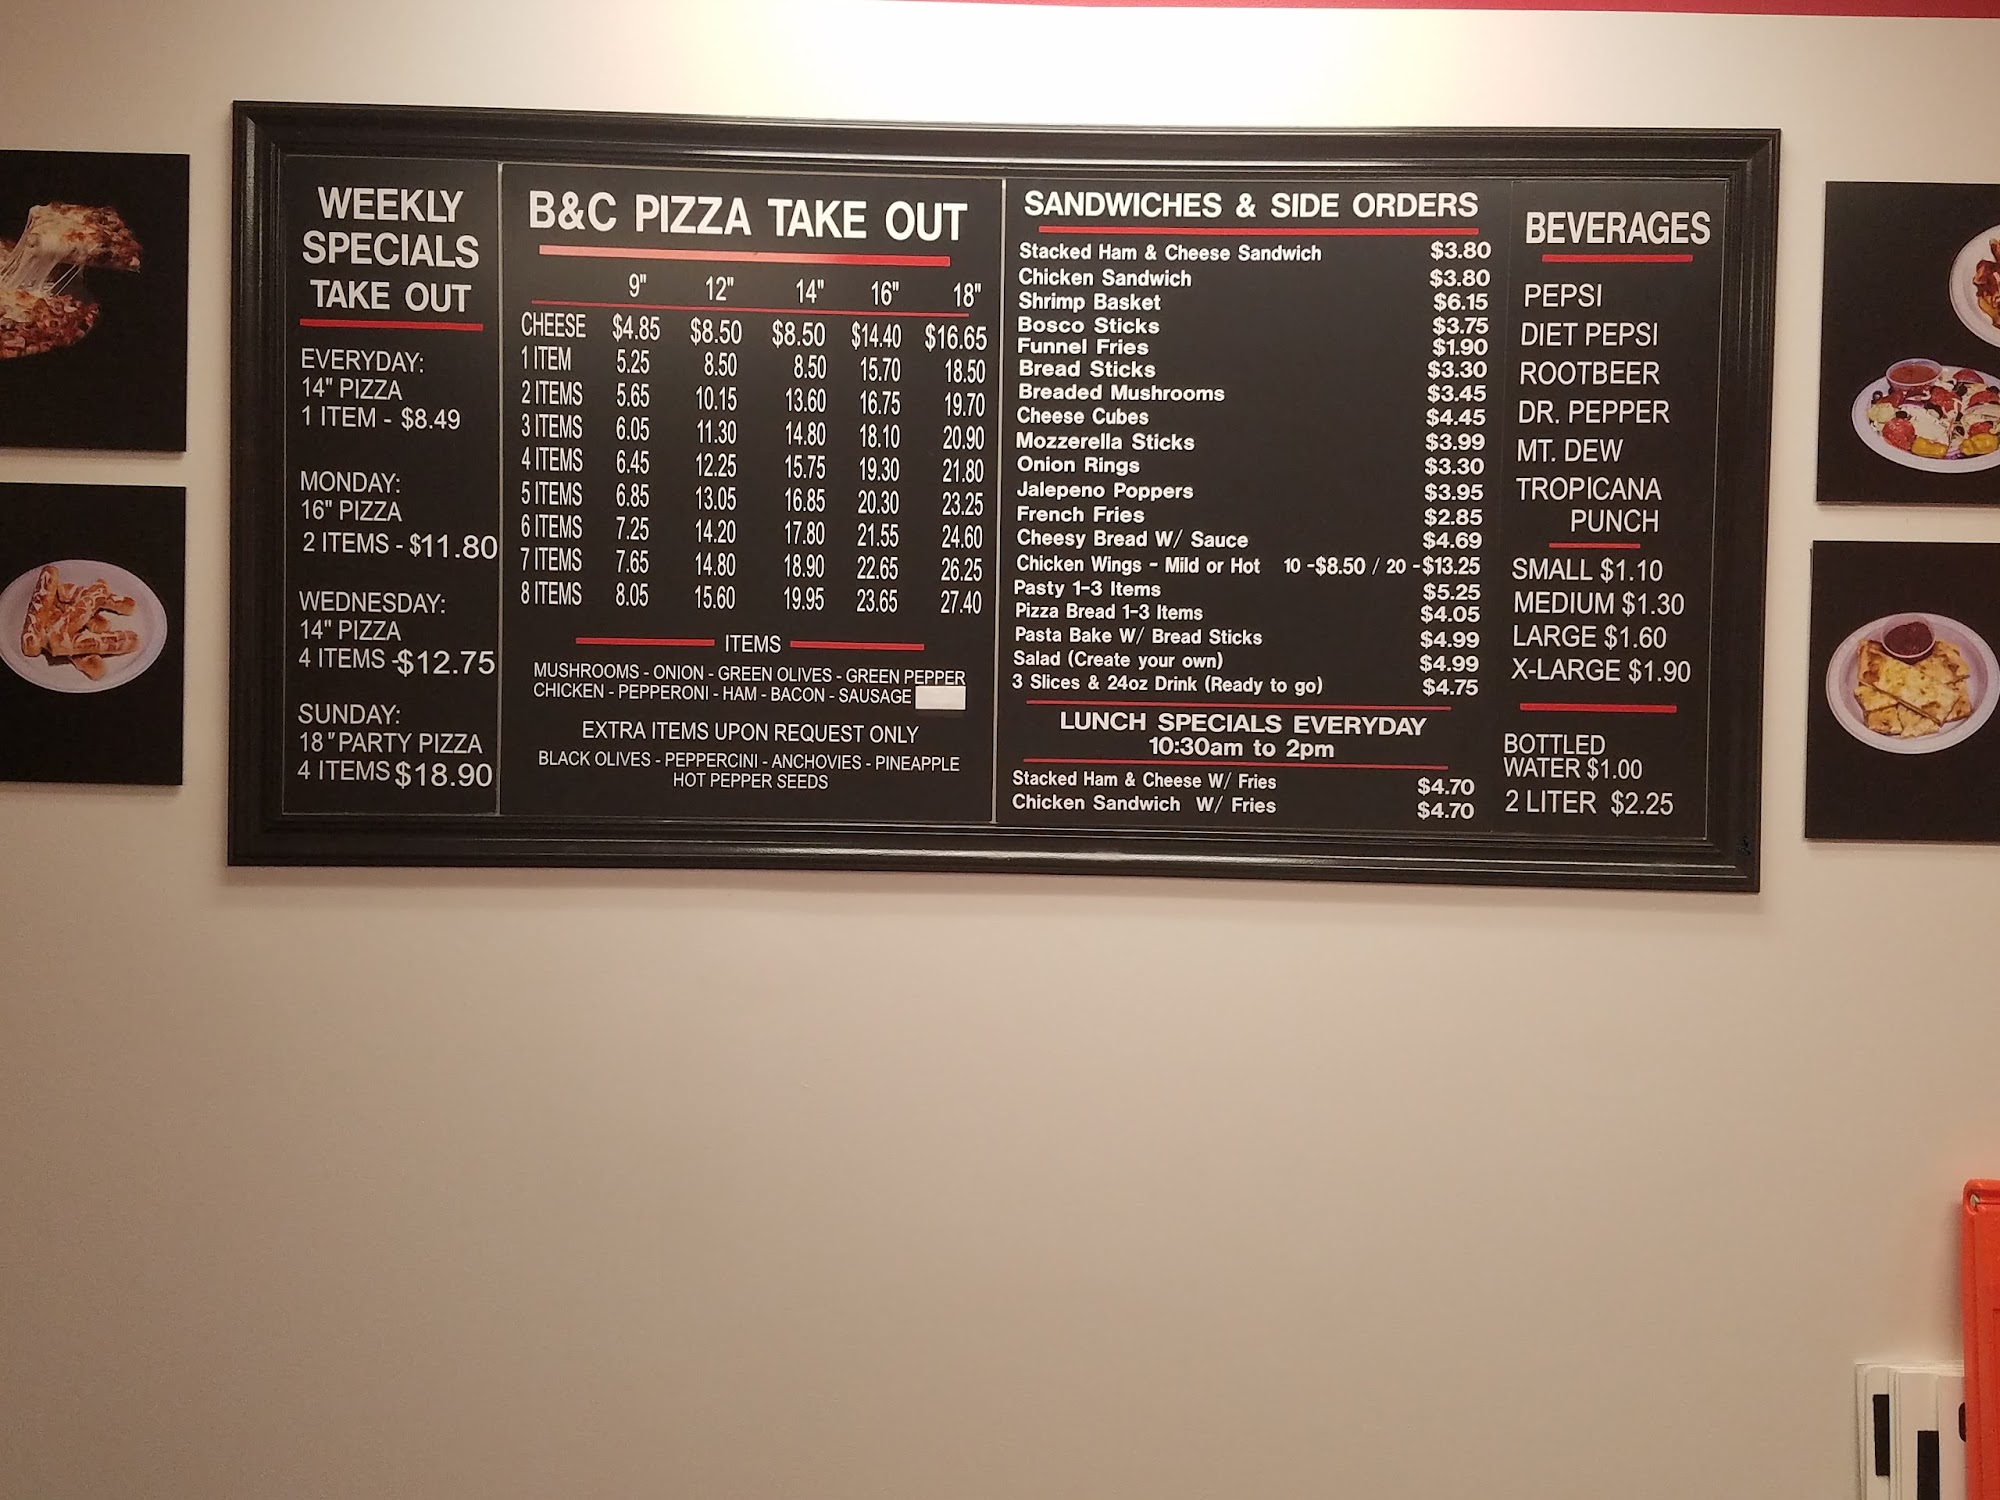 WEEKLY
SPECIALS
TAKE OUT
EVERYDAY:
14" PIZZA
1 ITEM - $8.49
MONDAY:
16" PIZZA
2 ITEMS - $11.80
WEDNESDAY:
14" PIZZA
4 ITEMS -$12.75
SUNDAY:
18" PARTY PIZZA
4 ITEMS $18.90
B&C PIZZA TAKE OUT
9" 12" 14" 16" 18"
CHEESE $4.85 $8.50 $8.50 $14.40 $16.65
1 ITEM 5.25 8.50 8.50 15.70 18.50
2 ITEMS 5.65 10.15 13.60 16.75 19.70
3 ITEMS 6.05 11.30 14.80 18.10 20.90
4 ITEMS 6.45 12.25 15.75 19.30 21.80
5 ITEMS 6.85 13.05 16.85 20.30 23.25
6 ITEMS 7.25 14.20 17.80 21.55 24.60
7 ITEMS 7.65 14.80 18.90 22.65 26.25
8 ITEMS 8.05 15.60 19.95 23.65 27.40
ITEMS
MUSHROOMS - ONION - GREEN OLIVES - GREEN PEPPER
CHICKEN - PEPPERONI - HAM - BACON - SAUSAGE
EXTRA ITEMS UPON REQUEST ONLY
BLACK OLIVES - PEPPERCINI - ANCHOVIES - PINEAPPLE
HOT PEPPER SEEDS
SANDWICHES & SIDE ORDERS
Stacked Ham & Cheese Sandwich $3.80
Chicken Sandwich $3.80
Shrimp Basket $6.15
Bosco Sticks $3.75
Funnel Fries $1.90
Bread Sticks $3.30
Breaded Mushrooms $3.45
Cheese Cubes $4.45
Mozzerella Sticks $3.99
Onion Rings $3.30
Jalepeno Poppers $3.95
French Fries $2.85
Cheesy Bread W/ Sauce $4.69
Chicken Wings - Mild or Hot 10 -$8.50 / 20 -$13.25
Pasty 1-3 Items $5.25
Pizza Bread 1-3 Items $4.05
Pasta Bake W/ Bread Sticks $4.99
Salad (Create your own) $4.99
3 Slices & 24oz Drink (Ready to go) $4.75
LUNCH SPECIALS EVERYDAY
10:30am to 2pm
Stacked Ham & Cheese W/ Fries $4.70
Chicken Sandwich W/ Fries $4.70
BEVERAGES
PEPSI
DIET PEPSI
ROOTBEER
DR. PEPPER
MT. DEW
TROPICANA
PUNCH
SMALL $1.10
MEDIUM $1.30
LARGE $1.60
X-LARGE $1.90
BOTTLED
WATER $1.00
2 LITER $2.25